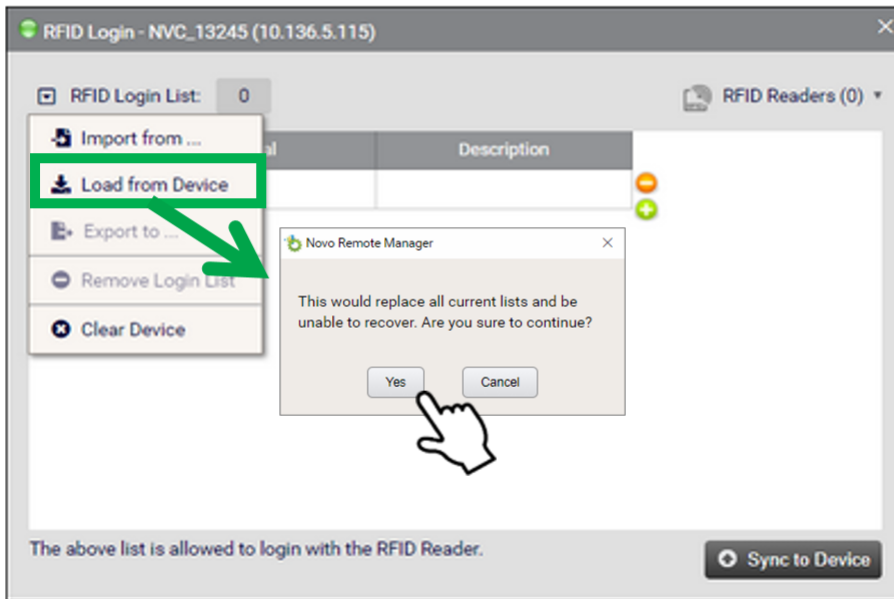 RFID Login - NVC_13245 (10.136.5.115)
RFID Login List: 0
RFID Readers (0)
Import from ...
Description
Load from Device
Export to ...
Remove Login List
Clear Device
Novo Remote Manager
This would replace all current lists and be
unable to recover. Are you sure to continue?
Yes Cancel
The above list is allowed to login with the RFID Reader.
Sync to Device